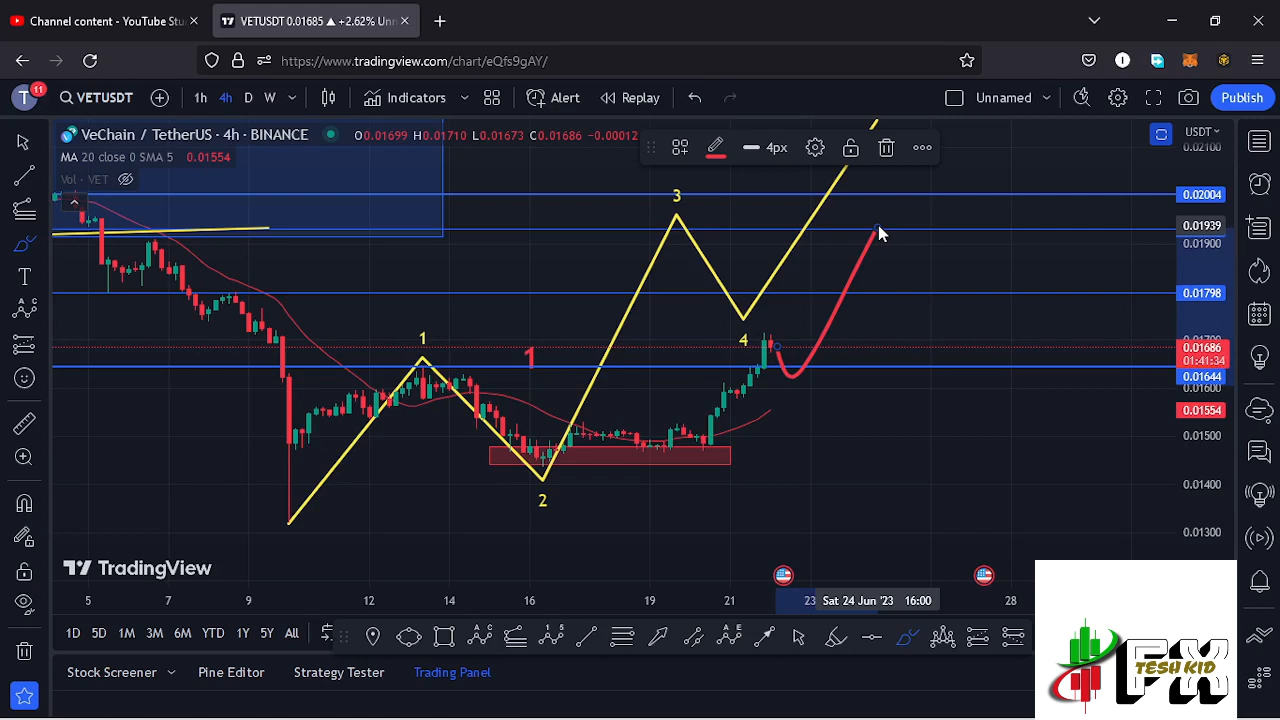 Channel content - YouTube Stu
VETUSDT 0.01685 ▲ +2.62% Unn
https://www.tradingview.com/chart/eQfs9gAY/
T
11
VETUSDT
1h
4h
D
W
Indicators
Alert
Replay
Unnamed
Publish
VeChain / TetherUS · 4h · BINANCE
O0.01699 H0.01710 L0.01673 C0.01686 −0.00012
MA 20 close 0 SMA 5 0.01554
Vol · VET
4px
USDT
0.02100
0.02004
0.01939
0.01900
0.01798
0.01686
01:41:34
0.01644
0.01600
0.01554
0.01500
0.01400
0.01300
3
1
1
4
2
TradingView
5
7
9
12
14
16
19
21
23
Sat 24 Jun '23 16:00
28
1D
5D
1M
3M
6M
YTD
1Y
5Y
All
Stock Screener
Pine Editor
Strategy Tester
Trading Panel
FX
TESH KID